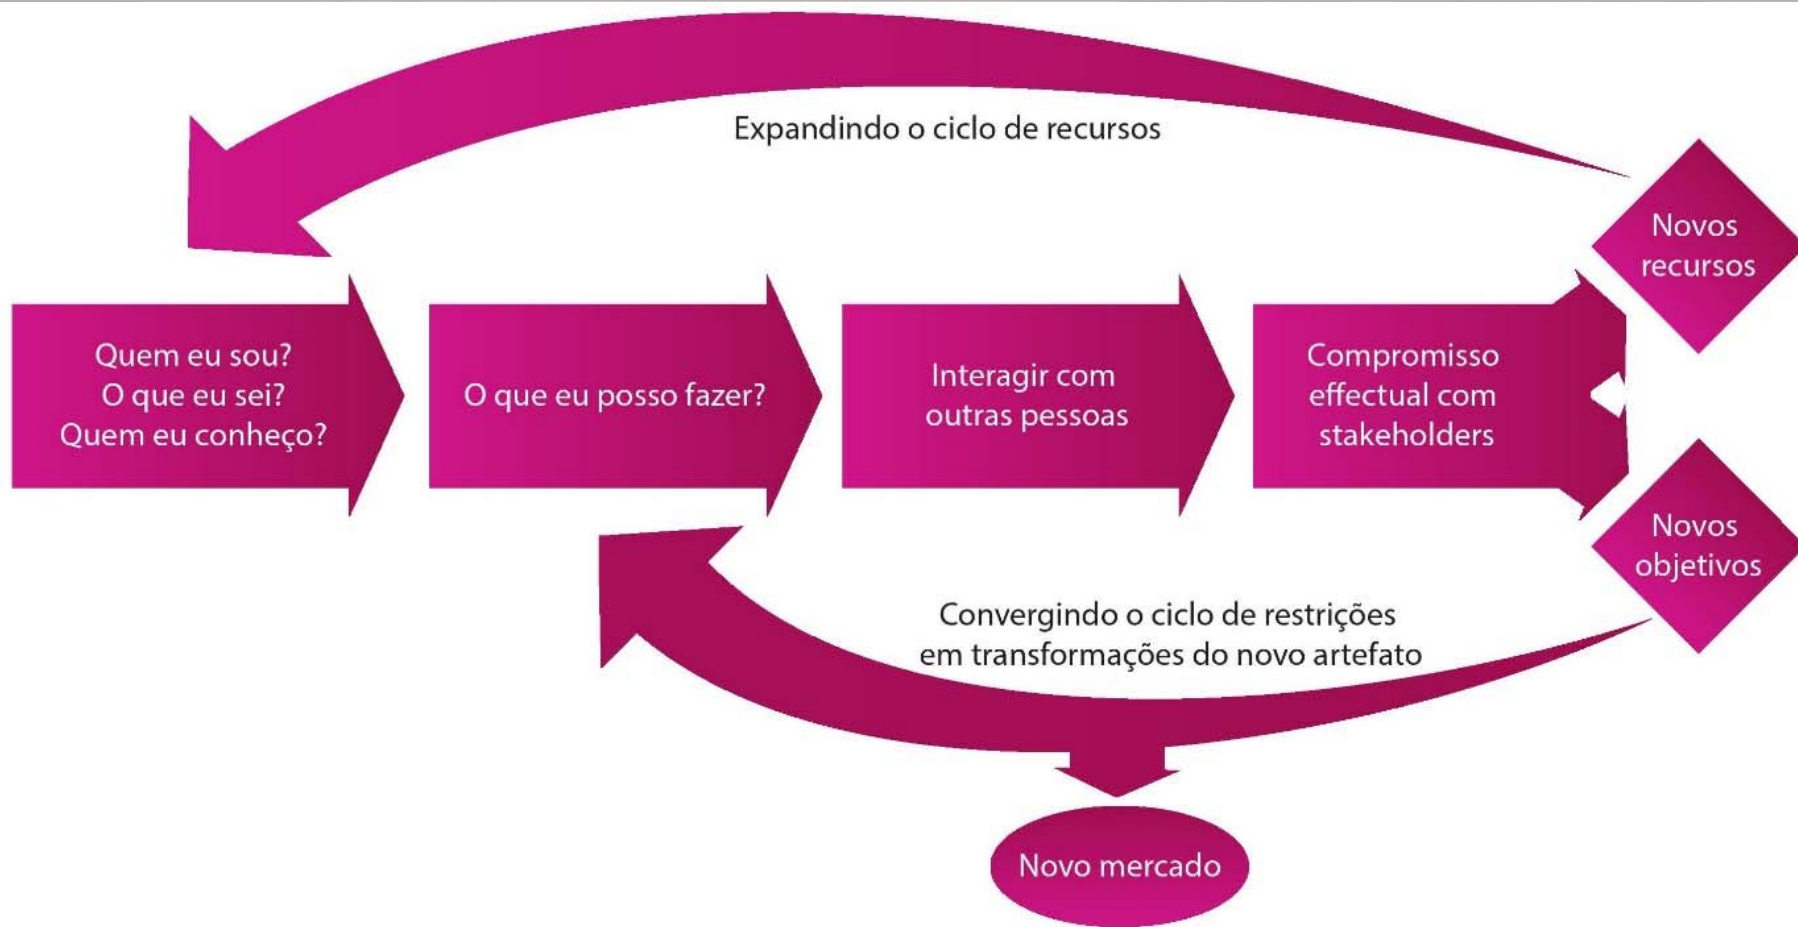 Expandindo o ciclo de recursos
Novos
recursos
Quem eu sou?
O que eu sei?
Quem eu conheço?
O que eu posso fazer?
Interagir com
outras pessoas
Compromisso
effectual com
stakeholders
Novos
objetivos
Convergindo o ciclo de restrições
em transformações do novo artefato
Novo mercado